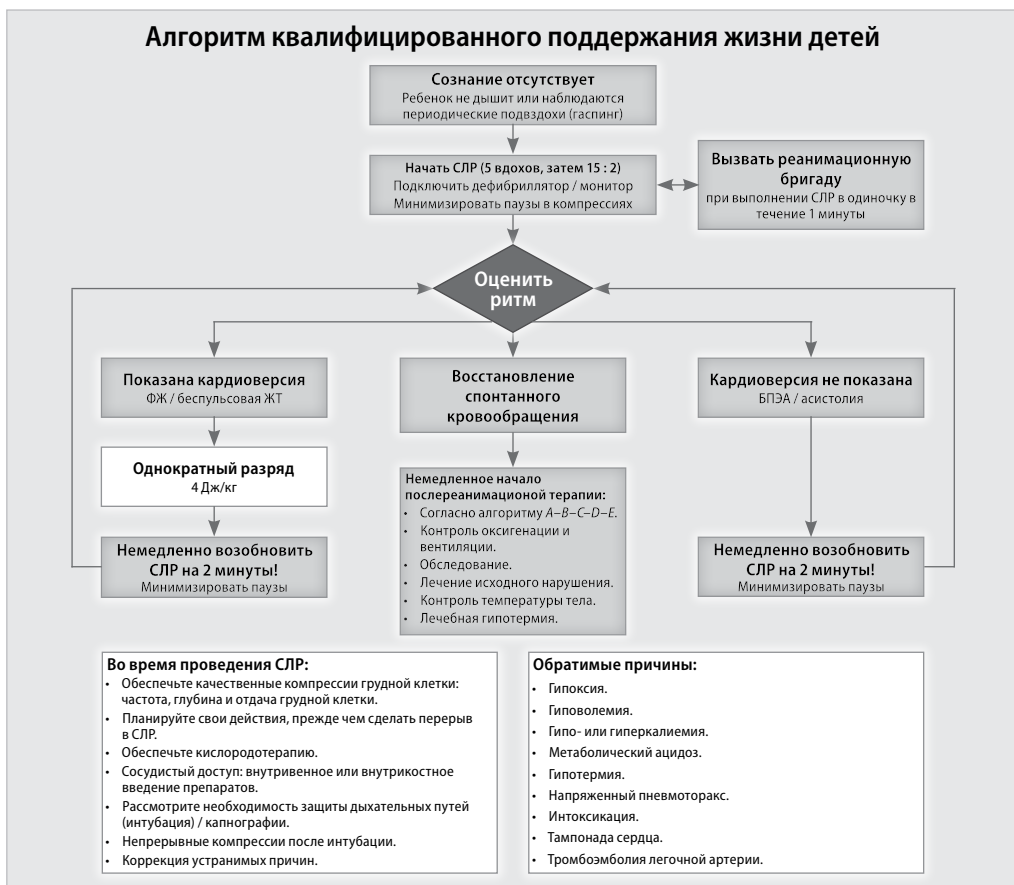 Алгоритм квалифицированного поддержания жизни детей
Сознание отсутствует
Ребенок не дышит или наблюдаются
периодические подвздохи (гаспинг)
Начать СЛР (5 вдохов, затем 15 : 2)
Подключить дефибриллятор / монитор
Минимизировать паузы в компрессиях
Вызвать реанимационную
бригаду
при выполнении СЛР в одиночку в
течение 1 минуты
Оценить
ритм
Показана кардиоверсия
ФЖ / беспульсовая ЖТ
Однократный разряд
4 Дж/кг
Немедленно возобновить
СЛР на 2 минуты!
Минимизировать паузы
Восстановление
спонтанного
кровообращения
Немедленное начало
послереанимационой терапии:
• Согласно алгоритму A–B–C–D–E.
• Контроль оксигенации и
вентиляции.
• Обследование.
• Лечение исходного нарушения.
• Контроль температуры тела.
• Лечебная гипотермия.
Кардиоверсия не показана
БПЭА / асистолия
Немедленно возобновить
СЛР на 2 минуты!
Минимизировать паузы
Во время проведения СЛР:
• Обеспечьте качественные компрессии грудной клетки:
частота, глубина и отдача грудной клетки.
• Планируйте свои действия, прежде чем сделать перерыв
в СЛР.
• Обеспечьте кислородотерапию.
• Сосудистый доступ: внутривенное или внутрикостное
введение препаратов.
• Рассмотрите необходимость защиты дыхательных путей
(интубация) / капнографии.
• Непрерывные компрессии после интубации.
• Коррекция устранимых причин.
Обратимые причины:
• Гипоксия.
• Гиповолемия.
• Гипо- или гиперкалиемия.
• Метаболический ацидоз.
• Гипотермия.
• Напряженный пневмоторакс.
• Интоксикация.
• Тампонада сердца.
• Тромбоэмболия легочной артерии.